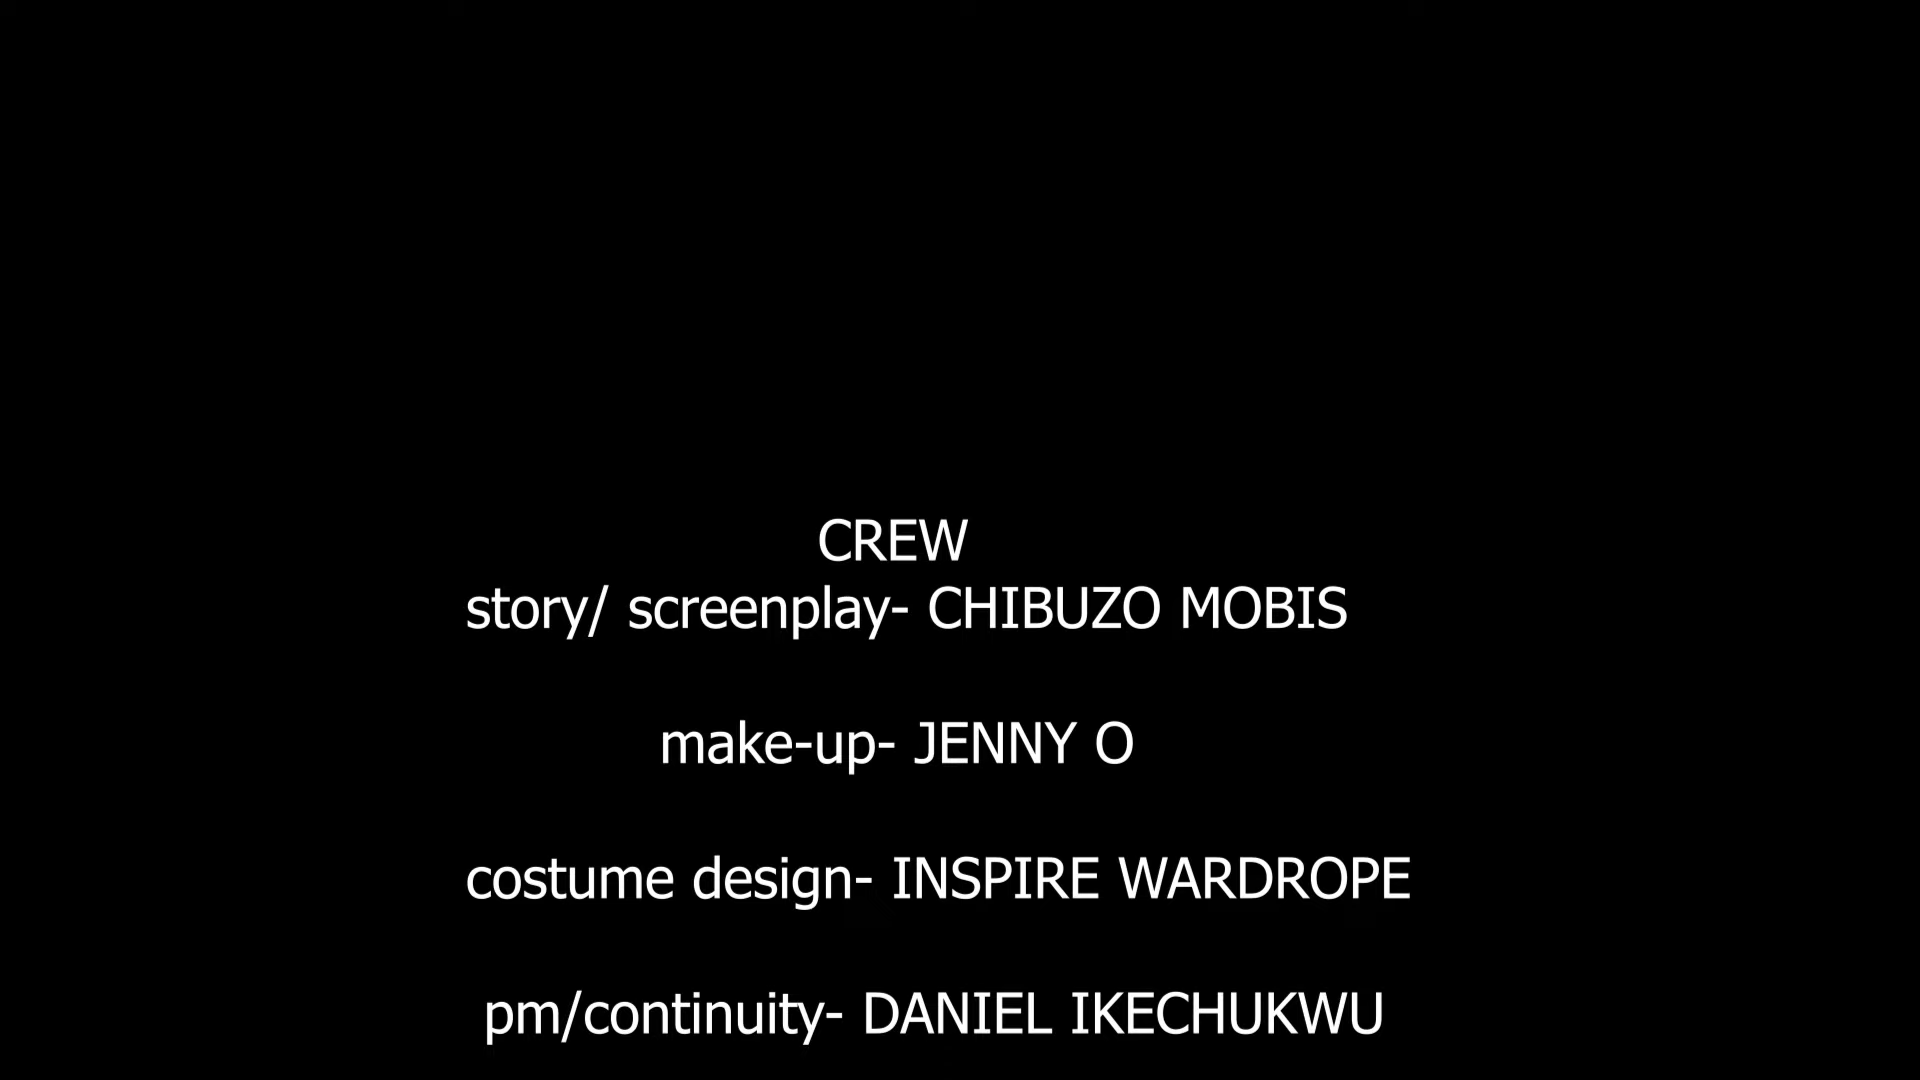 CREW
story/ screenplay- CHIBUZO MOBIS
make-up- JENNY O
costume design- INSPIRE WARDROPE
pm/continuity- DANIEL IKECHUKWU